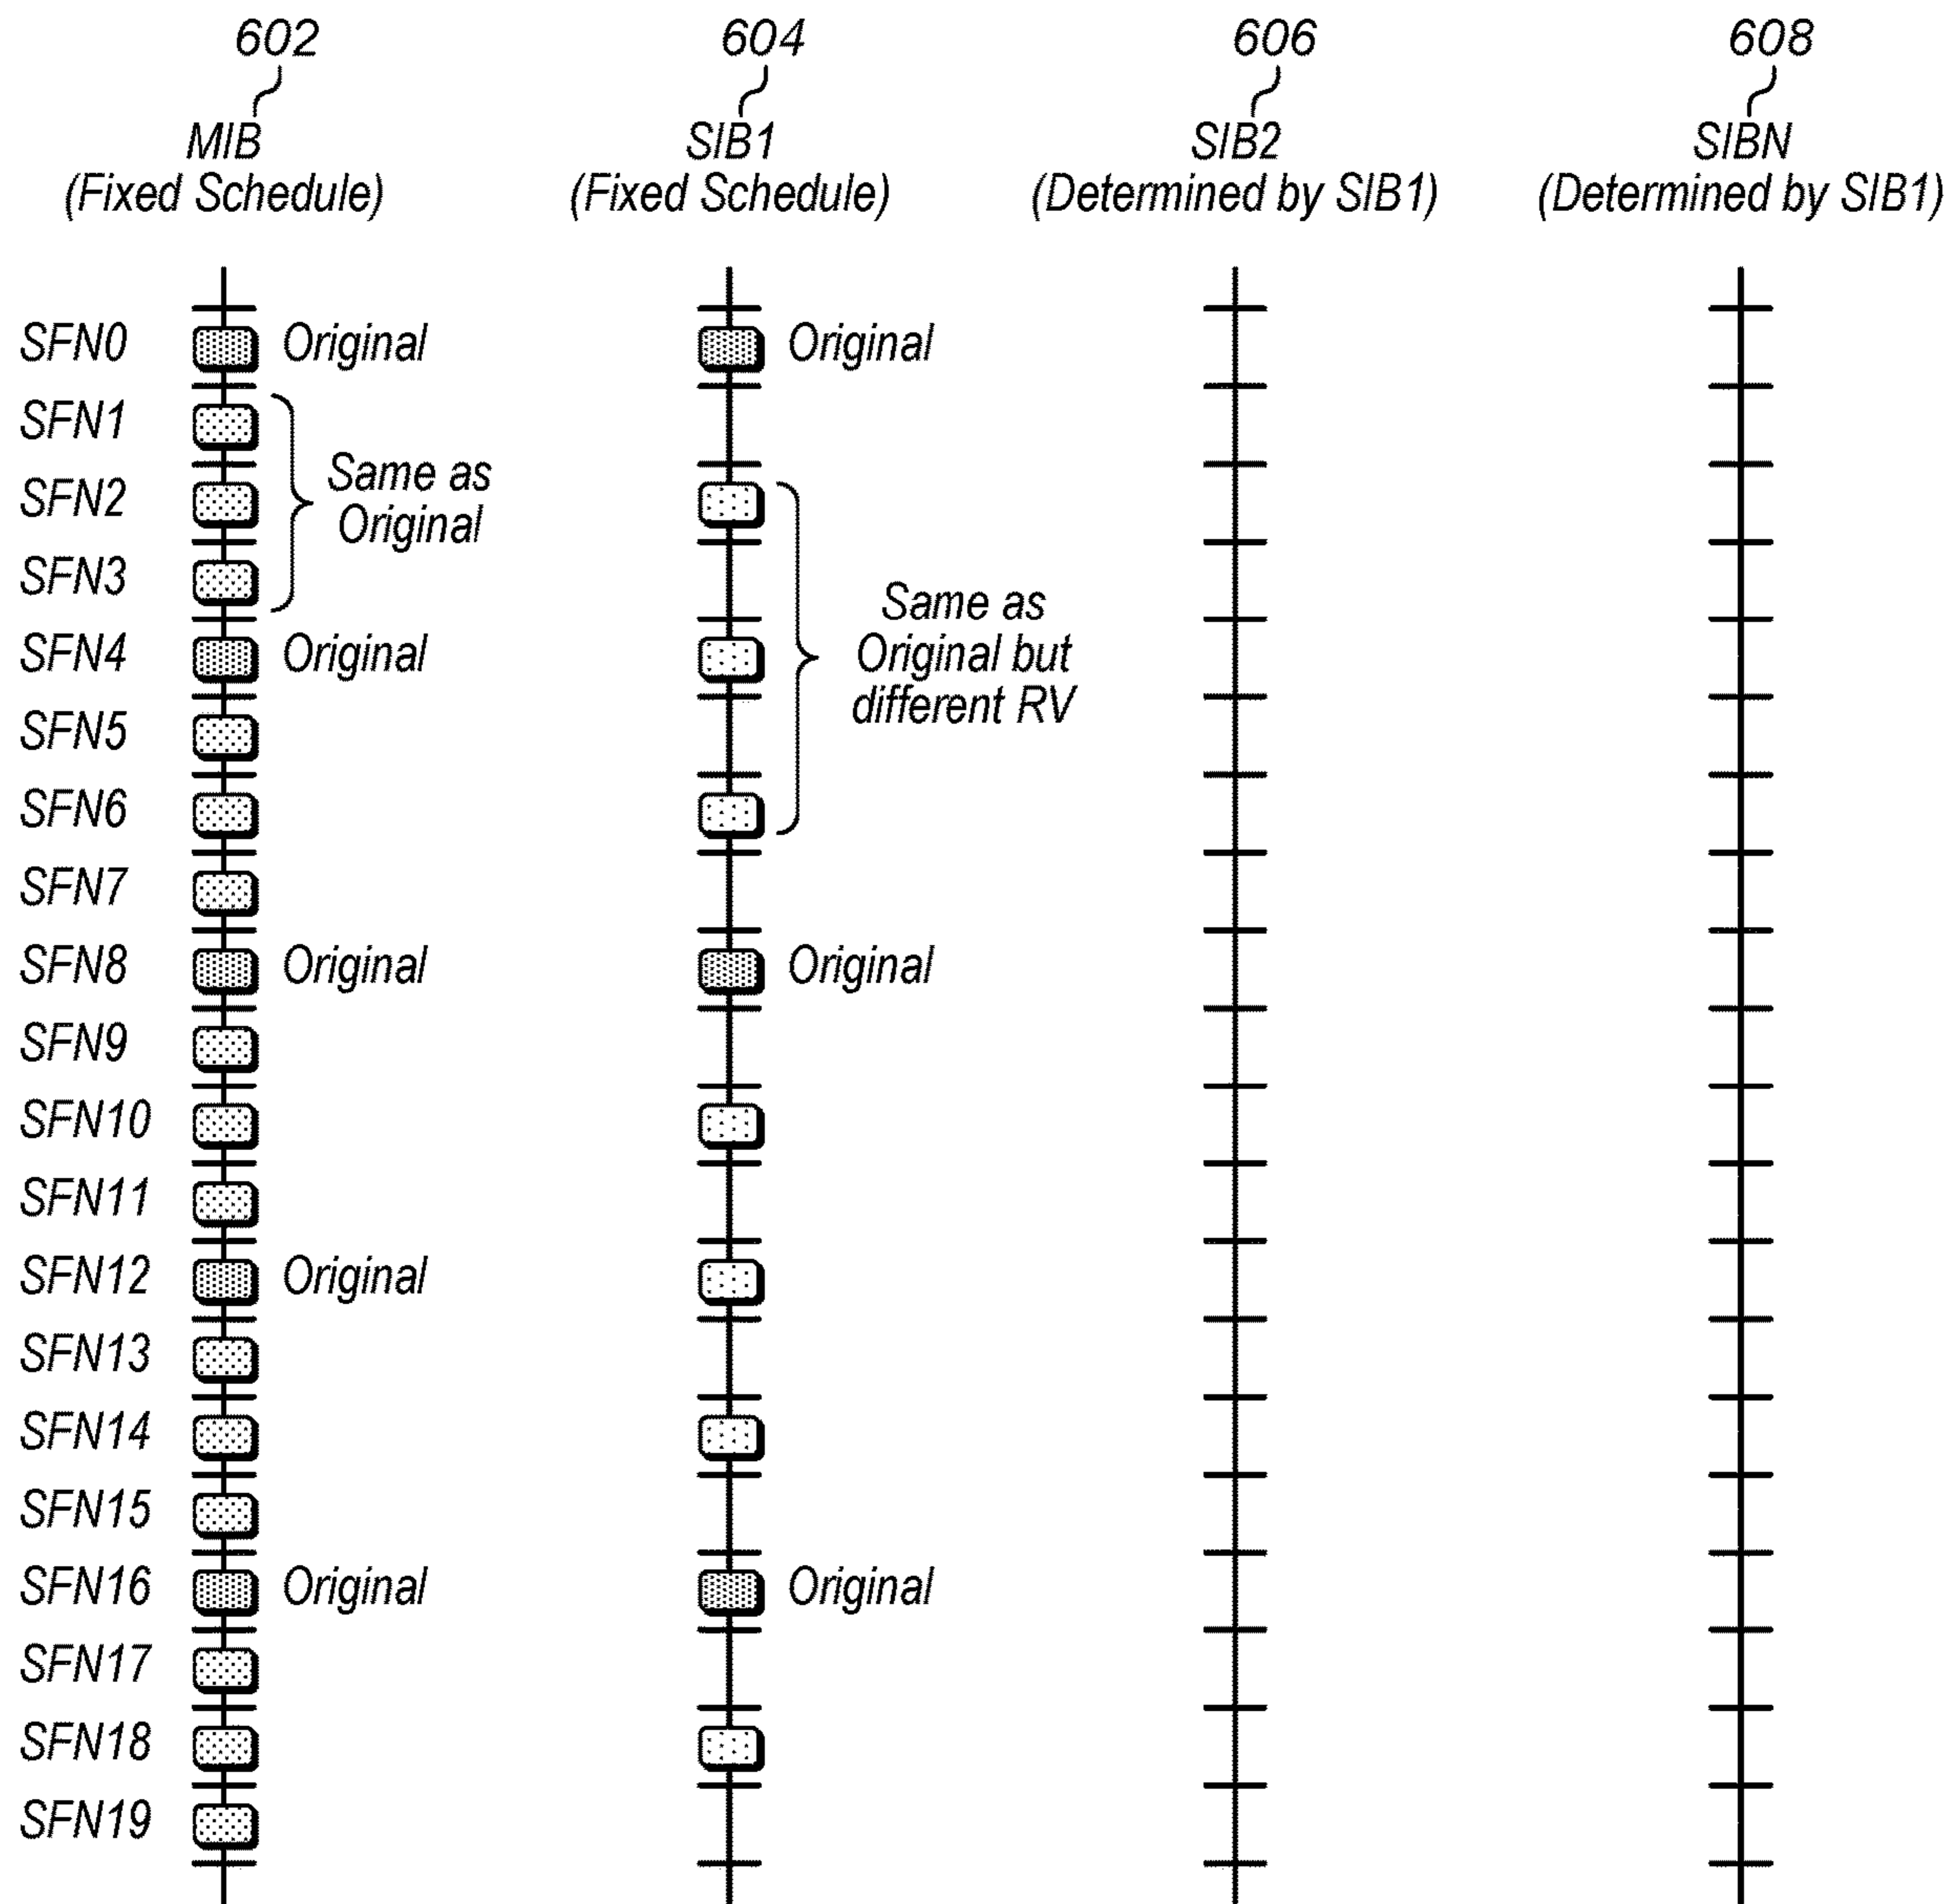 602 604 606 608
MIB SIB1 SIB2 SIBN
(Fixed Schedule) (Fixed Schedule) (Determined by SIB1) (Determined by SIB1)
SFN0 Original Original
SFN1
Same as
SFN2
Original
SFN3
Same as
SFN4 Original Original but
different RV
SFN5
SFN6
SFN7
SFN8 Original Original
SFN9
SFN10
SFN11
SFN12 Original
SFN13
SFN14
SFN15
SFN16 Original Original
SFN17
SFN18
SFN19